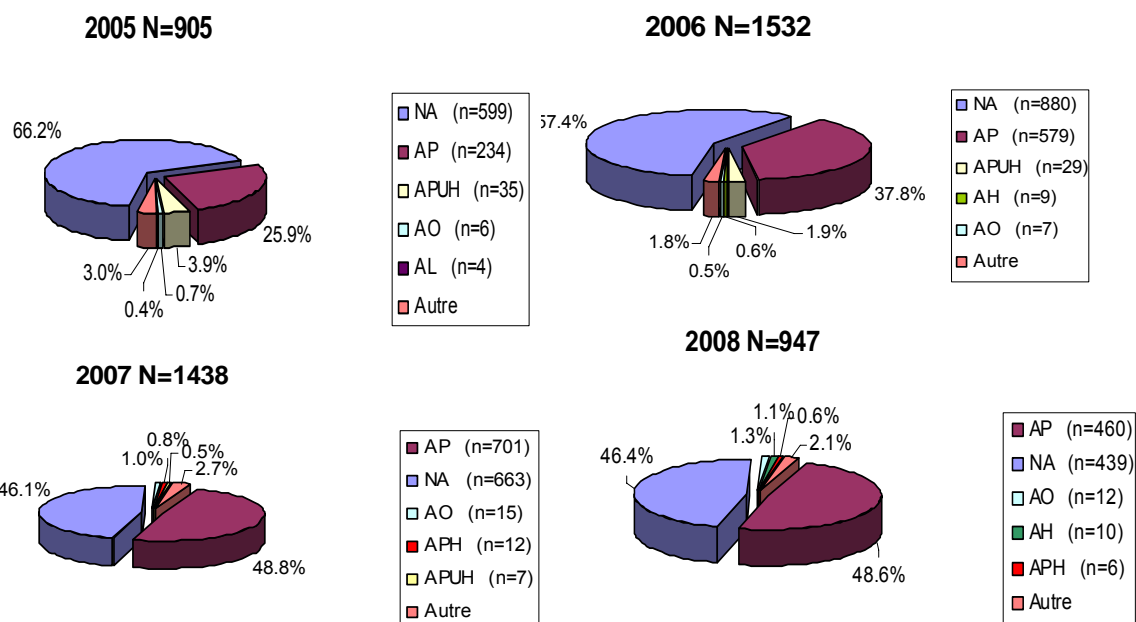 2005 N=905
66.2%
25.9%
3.9%
3.0%
0.7%
0.4%
NA (n=599)
AP (n=234)
APUH (n=35)
AO (n=6)
AL (n=4)
Autre
2006 N=1532
57.4%
37.8%
1.9%
1.8%
0.6%
0.5%
NA (n=880)
AP (n=579)
APUH (n=29)
AH (n=9)
AO (n=7)
Autre
2007 N=1438
0.8%
0.5%
1.0%
2.7%
46.1%
48.8%
AP (n=701)
NA (n=663)
AO (n=15)
APH (n=12)
APUH (n=7)
Autre
2008 N=947
1.1%
0.6%
1.3%
2.1%
46.4%
48.6%
AP (n=460)
NA (n=439)
AO (n=12)
AH (n=10)
APH (n=6)
Autre